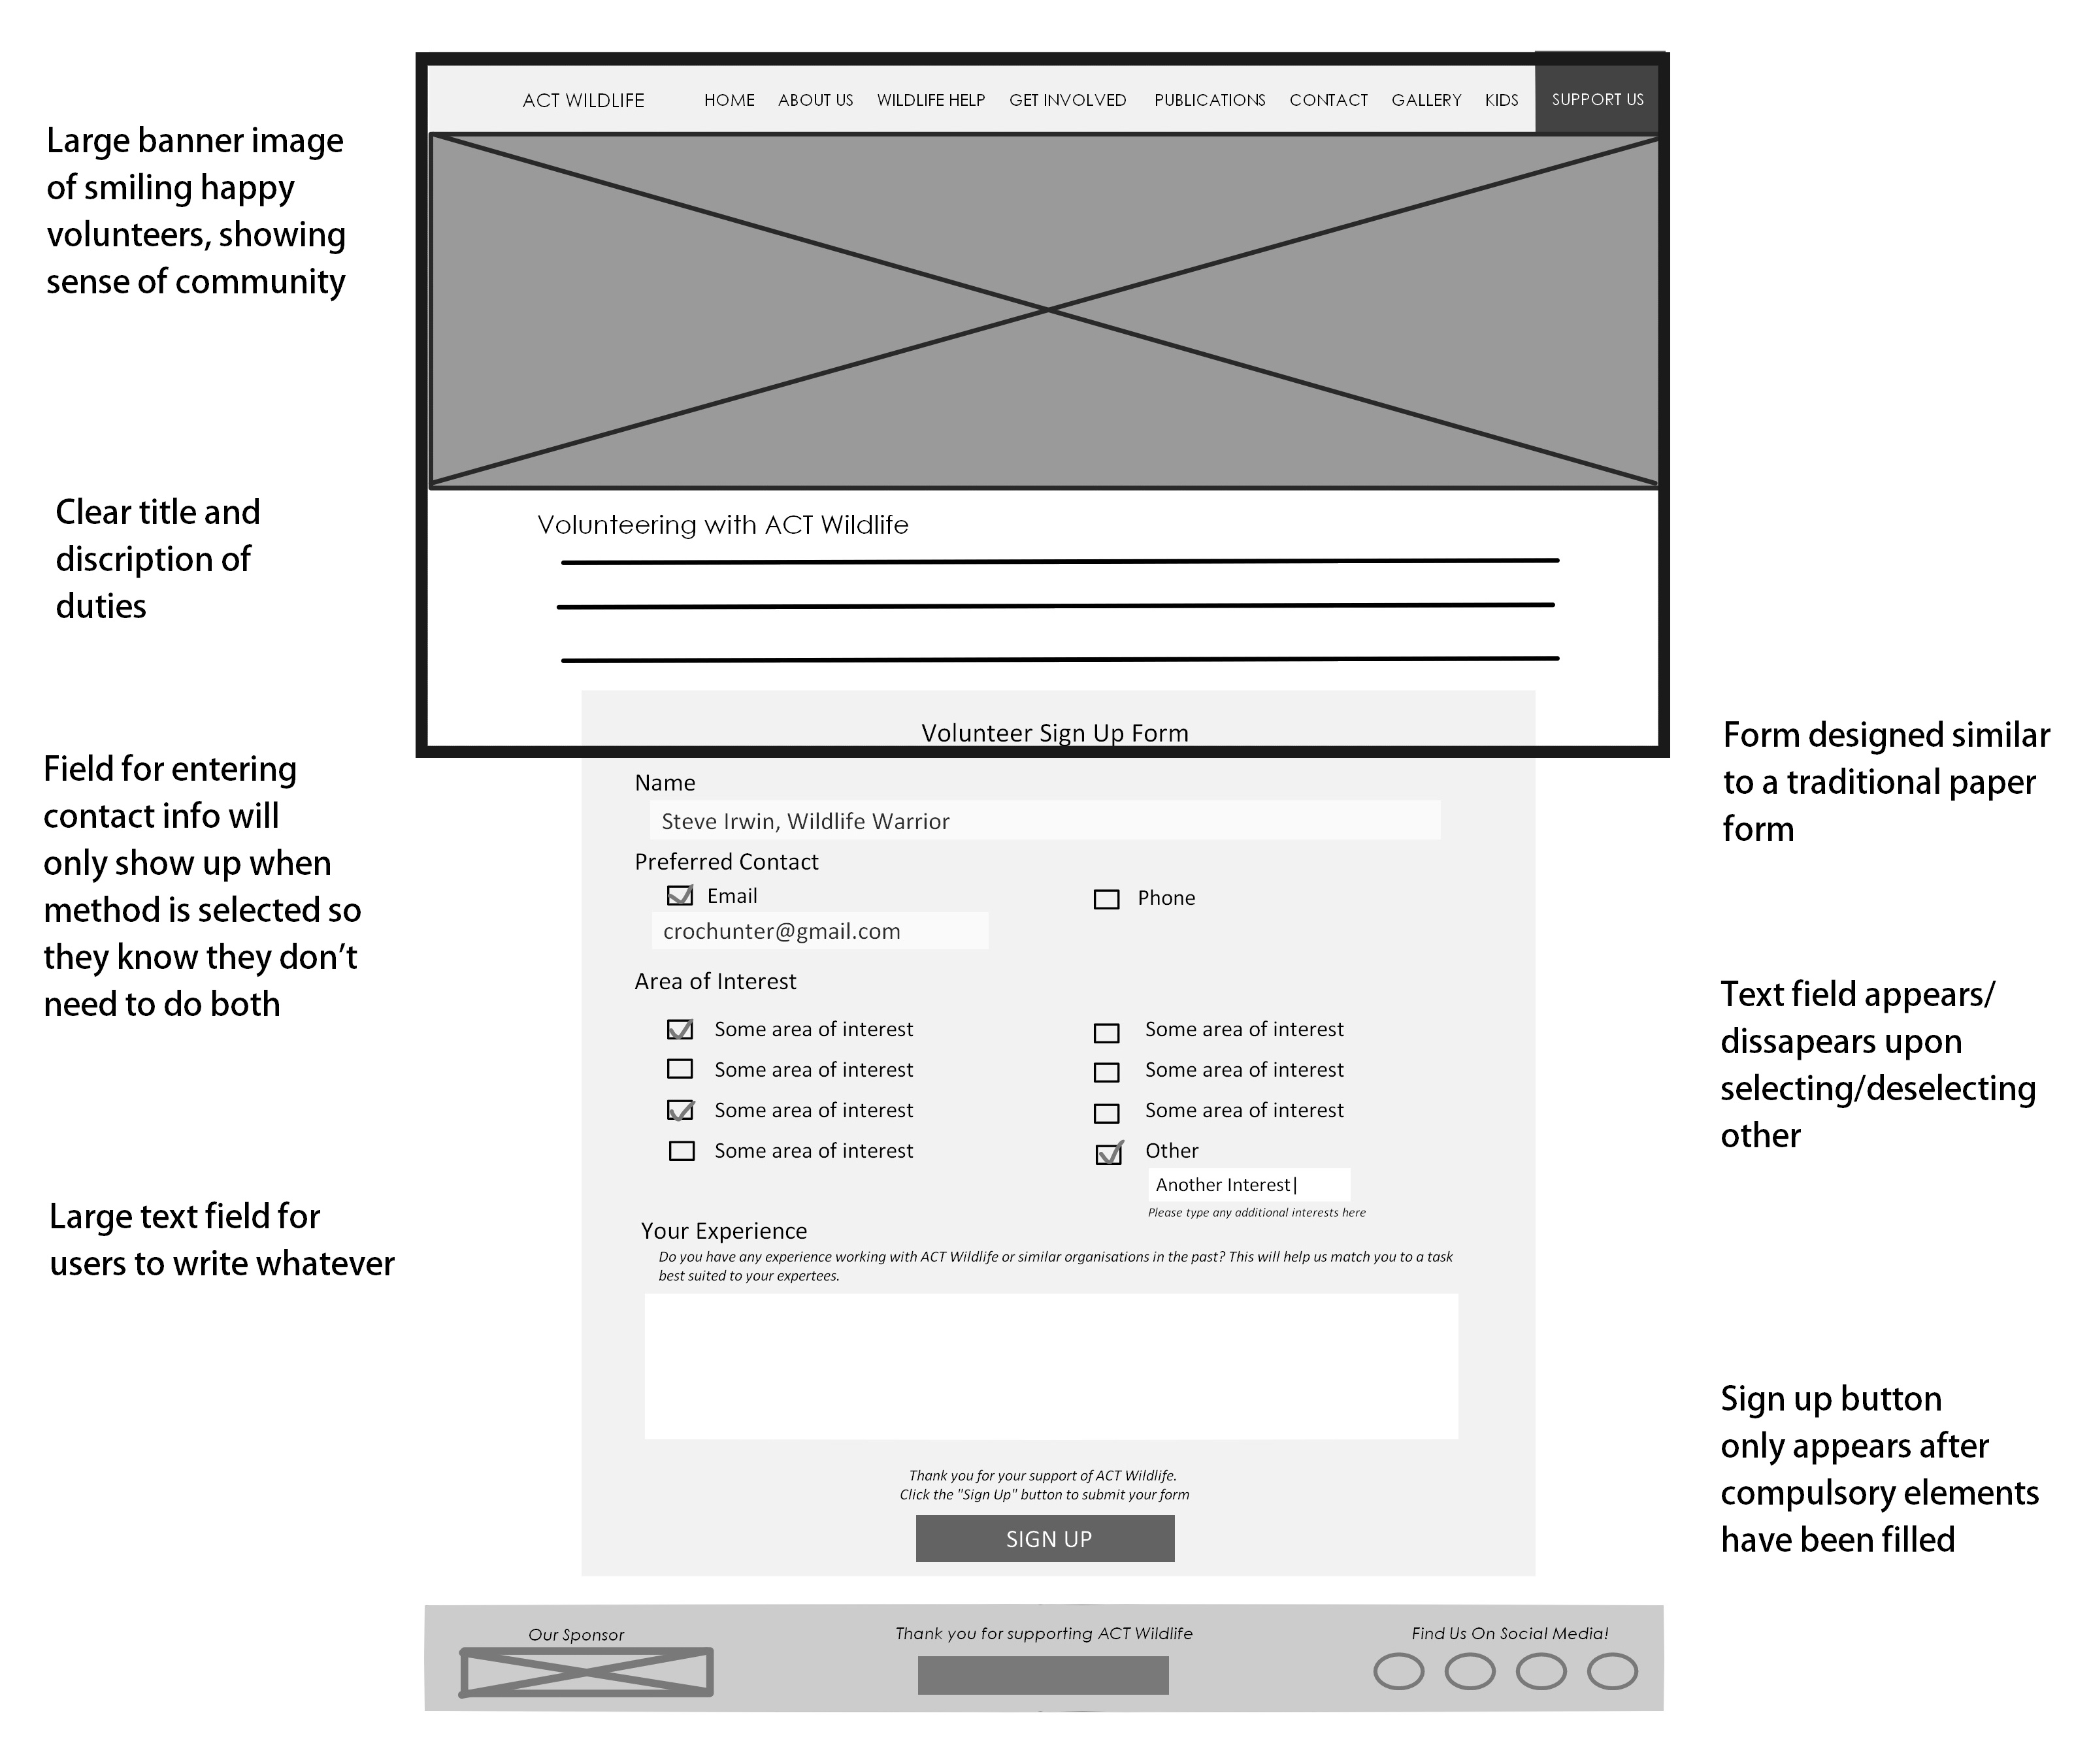 ACT WILDLIFE HOME ABOUT US WILDLIFE HELP GET INVOLVED PUBLICATIONS CONTACT GALLERY KIDS SUPPORT US
Large banner image
of smiling happy
volunteers, showing
sense of community
Clear title and
discription of
duties
Volunteering with ACT Wildlife
Field for entering
contact info will
only show up when
method is selected so
they know they don't
need to do both
Form designed similar
to a traditional paper
form
Volunteer Sign Up Form
Name
Steve Irwin, Wildlife Warrior
Preferred Contact
Email Phone
crochunter@gmail.com
Area of Interest
Text field appears/
dissapears upon
selecting/deselecting
other
Some area of interest Some area of interest
Some area of interest Some area of interest
Some area of interest Some area of interest
Some area of interest Other
Another Interest|
Please type any additional interests here
Large text field for
users to write whatever
Your Experience
Do you have any experience working with ACT Wildlife or similar organisations in the past? This will help us match you to a task
best suited to your expertees.
Sign up button
only appears after
compulsory elements
have been filled
Thank you for your support of ACT Wildlife.
Click the "Sign Up" button to submit your form
SIGN UP
Our Sponsor Thank you for supporting ACT Wildlife Find Us On Social Media!